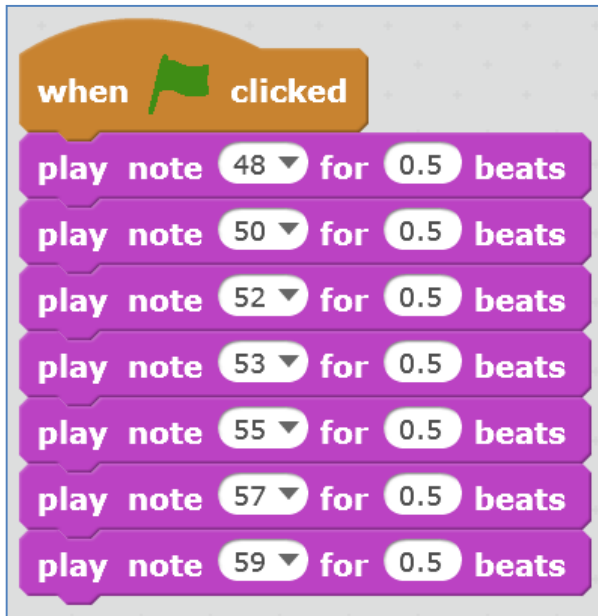 when clicked
play note 48 for 0.5 beats
play note 50 for 0.5 beats
play note 52 for 0.5 beats
play note 53 for 0.5 beats
play note 55 for 0.5 beats
play note 57 for 0.5 beats
play note 59 for 0.5 beats